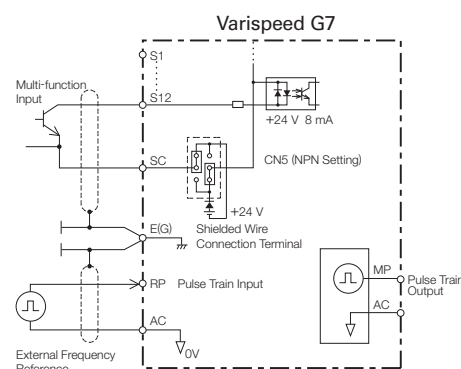 Varispeed G7
S1
Multi-function
Input
S12
+24 V 8 mA
CN5 (NPN Setting)
SC
+24 V
E(G)
Shielded Wire
Connection Terminal
RP
Pulse Train Input
MP
Pulse Train
Output
AC
AC
0V
External Frequency
Reference